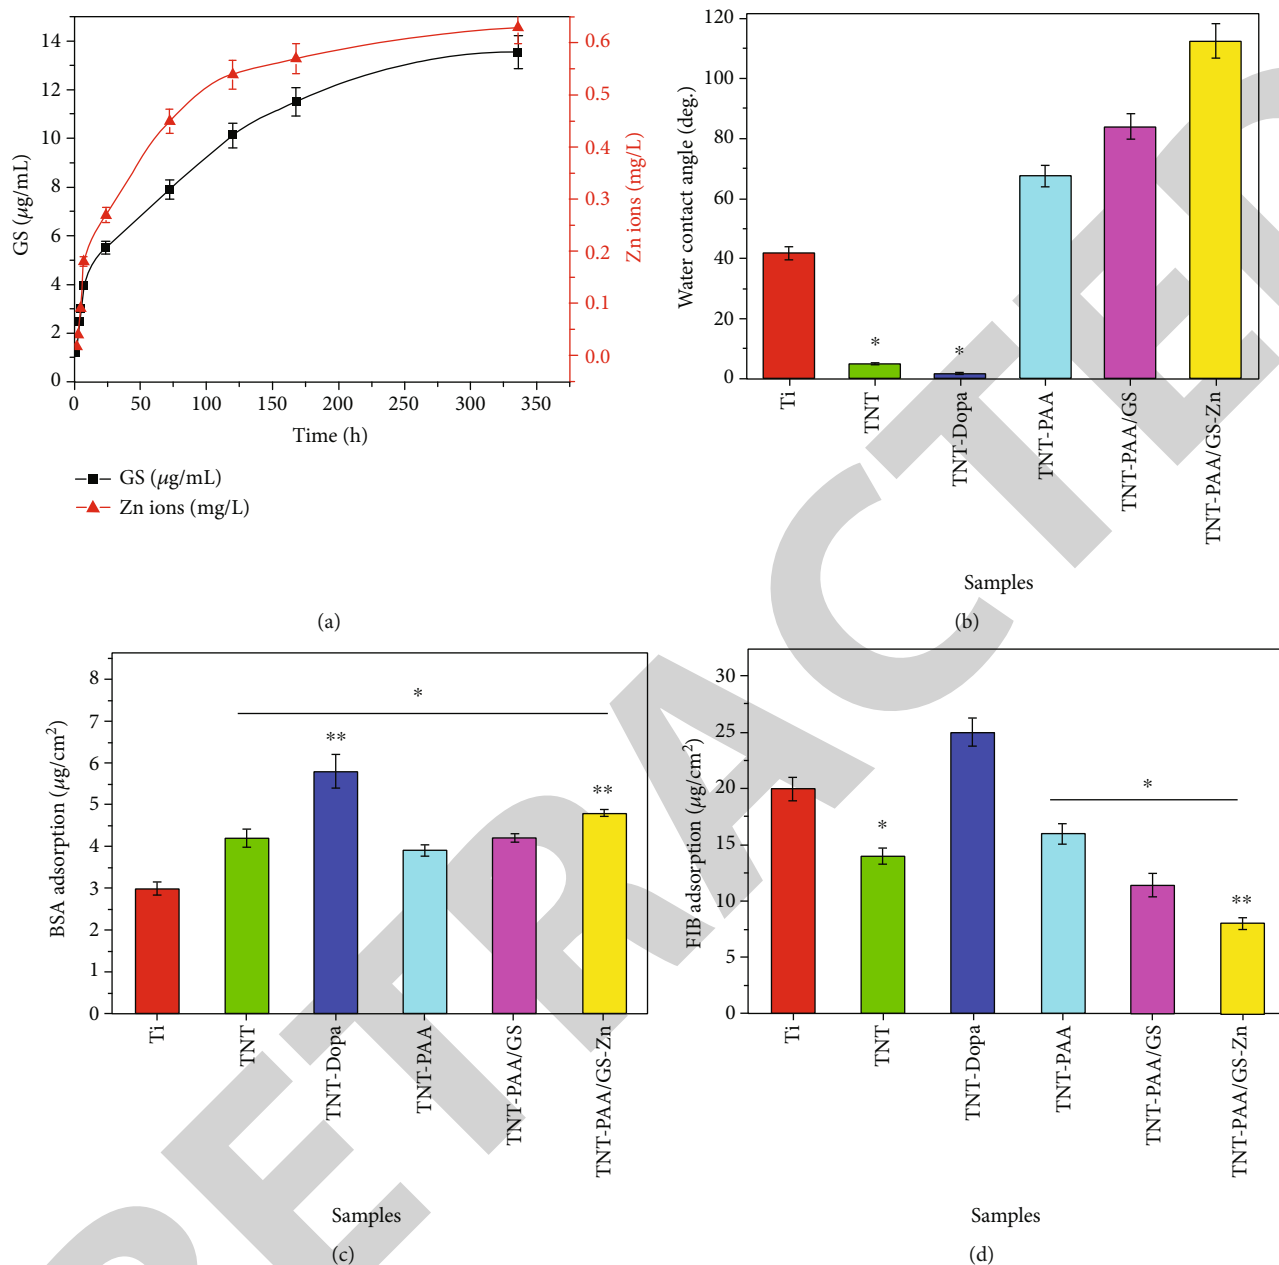 14
12
10
8
6
4
2
0
GS (µg/mL)
0.6
0.5
0.4
0.3
0.2
0.1
0.0
Zn ions (mg/L)
0 50 100 150 200 250 300 350
Time (h)
GS (µg/mL)
Zn ions (mg/L)
(a)
120
100
80
60
40
20
0
Water contact angle (deg.)
* *
Ti TNT TNT-Dopa TNT-PAA TNT-PAA/GS TNT-PAA/GS-Zn
Samples
(b)
8
7
6
5
4
3
2
1
0
BSA adsorption (µg/cm²)
*
**
**
Ti TNT TNT-Dopa TNT-PAA TNT-PAA/GS TNT-PAA/GS-Zn
Samples
(c)
30
25
20
15
10
5
0
FIB adsorption (µg/cm²)
*
*
**
Ti TNT TNT-Dopa TNT-PAA TNT-PAA/GS TNT-PAA/GS-Zn
Samples
(d)
RETRACTED